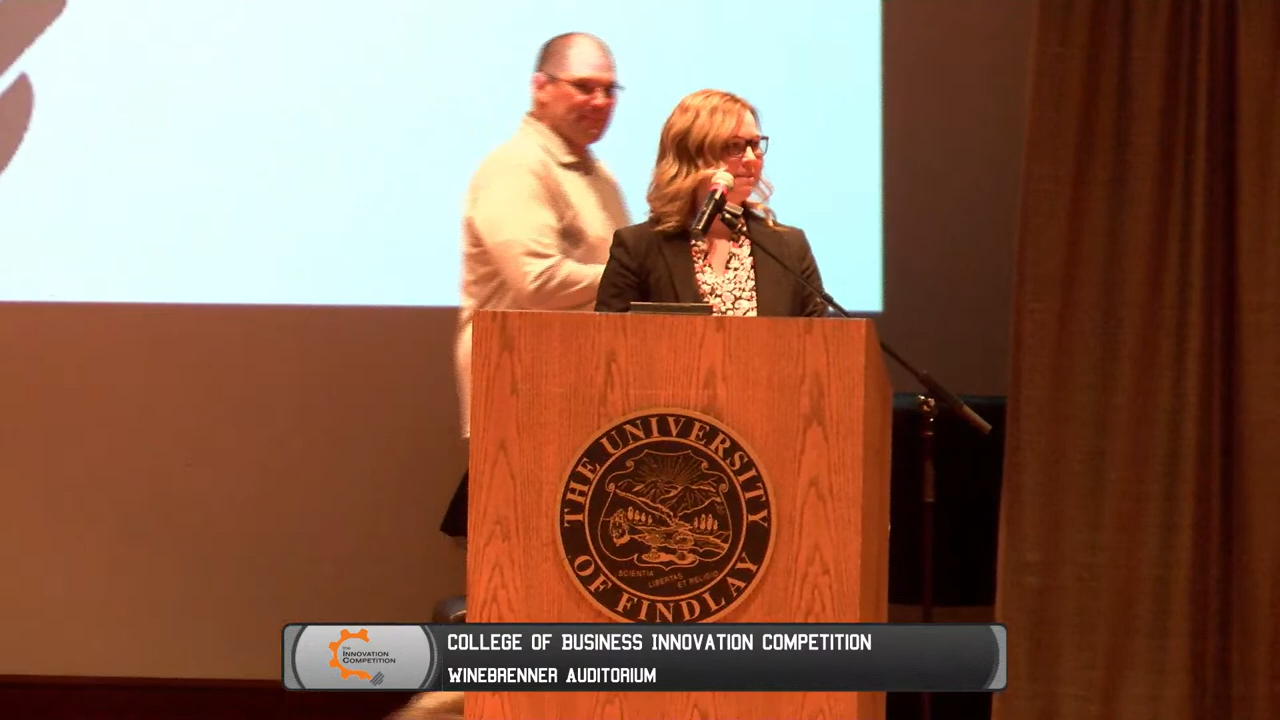 THE UNIVERSITY
OF FINDLAY
SCIENTIA
LIBERTAS
ET RELIGIO
the
INNOVATION
COMPETITION
COLLEGE OF BUSINESS INNOVATION COMPETITION
WINEBRENNER AUDITORIUM